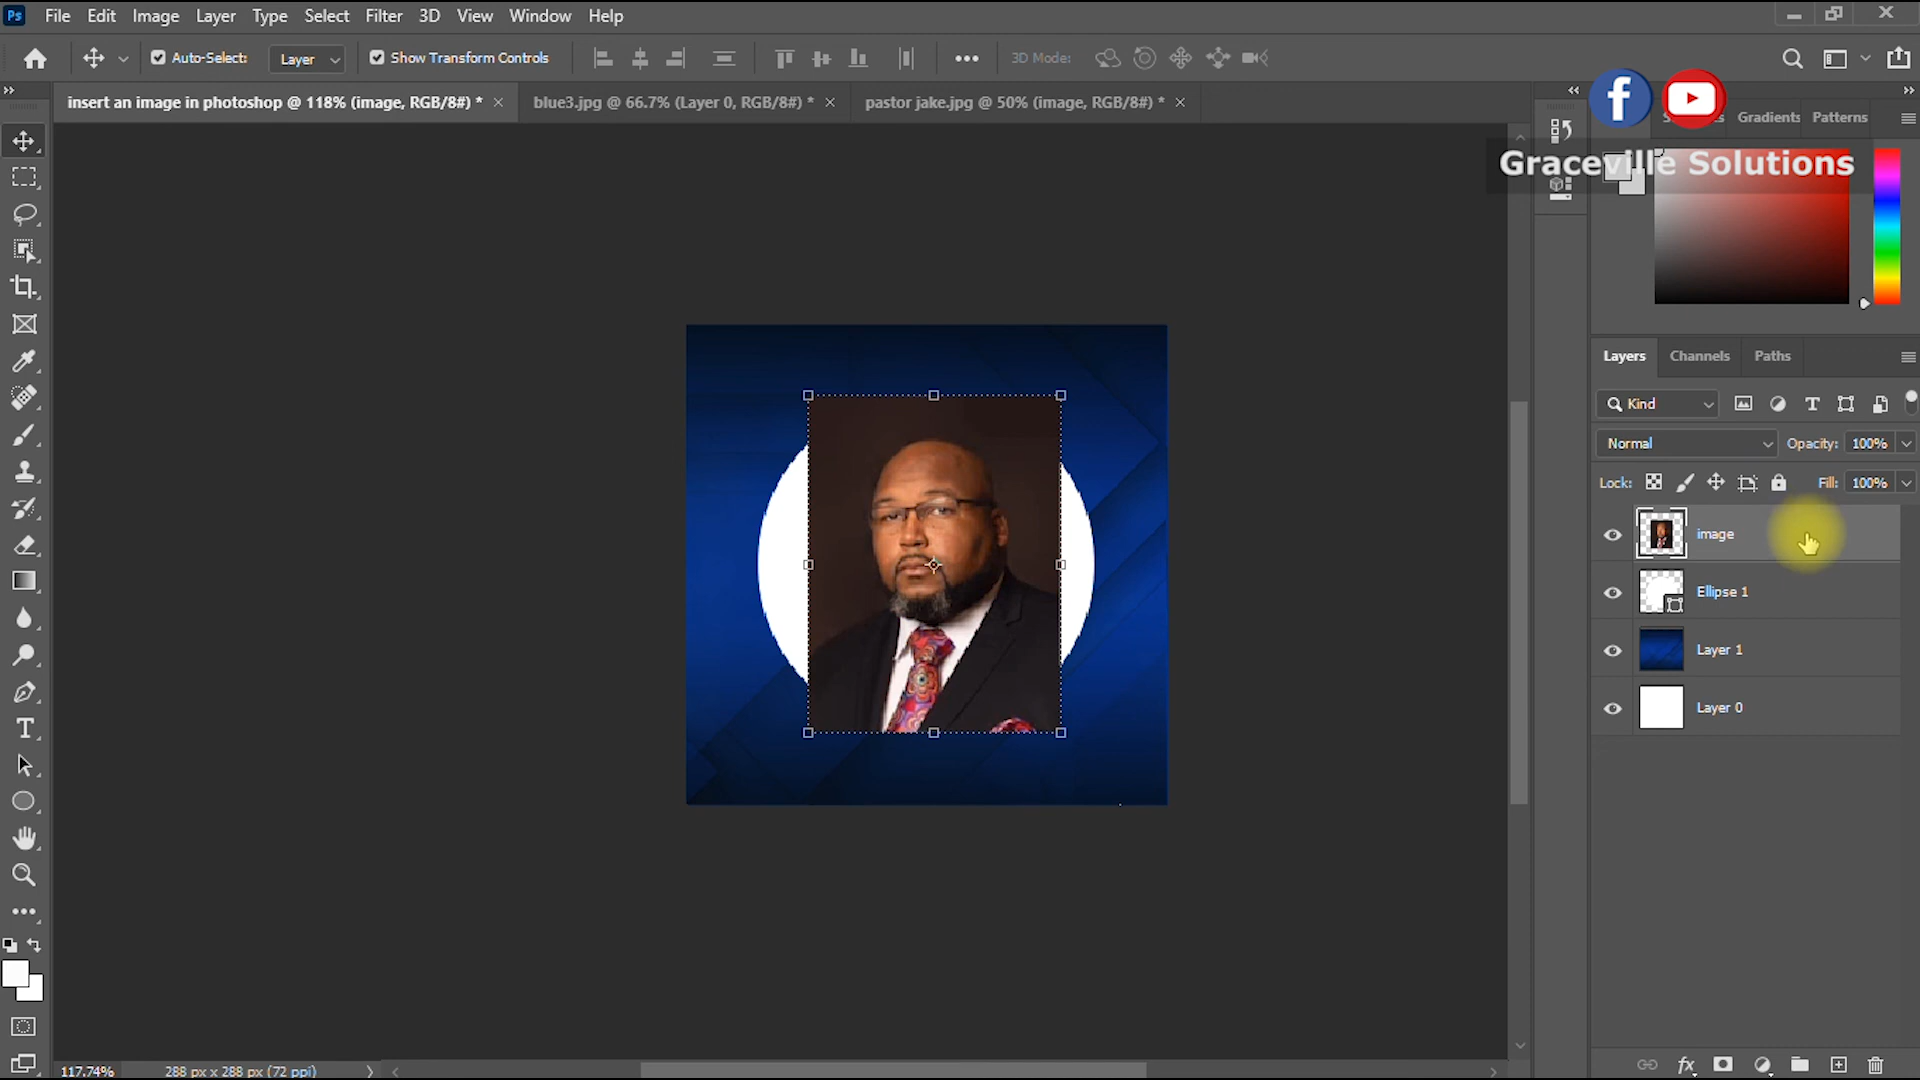 Ps File Edit Image Layer Type Select Filter 3D View Window Help
Auto-Select: Layer Show Transform Controls 3D Mode:
insert an image in photoshop @ 118% (image, RGB/8#) * × blue3.jpg @ 66.7% (Layer 0, RGB/8#) * × pastor jake.jpg @ 50% (image, RGB/8#) * ×
Gradients Patterns
Graceville Solutions
Layers Channels Paths
Kind
Normal Opacity: 100%
Lock: Fill: 100%
image
Ellipse 1
Layer 1
Layer 0
117.74% 288 px x 288 px (72 ppi)
fx